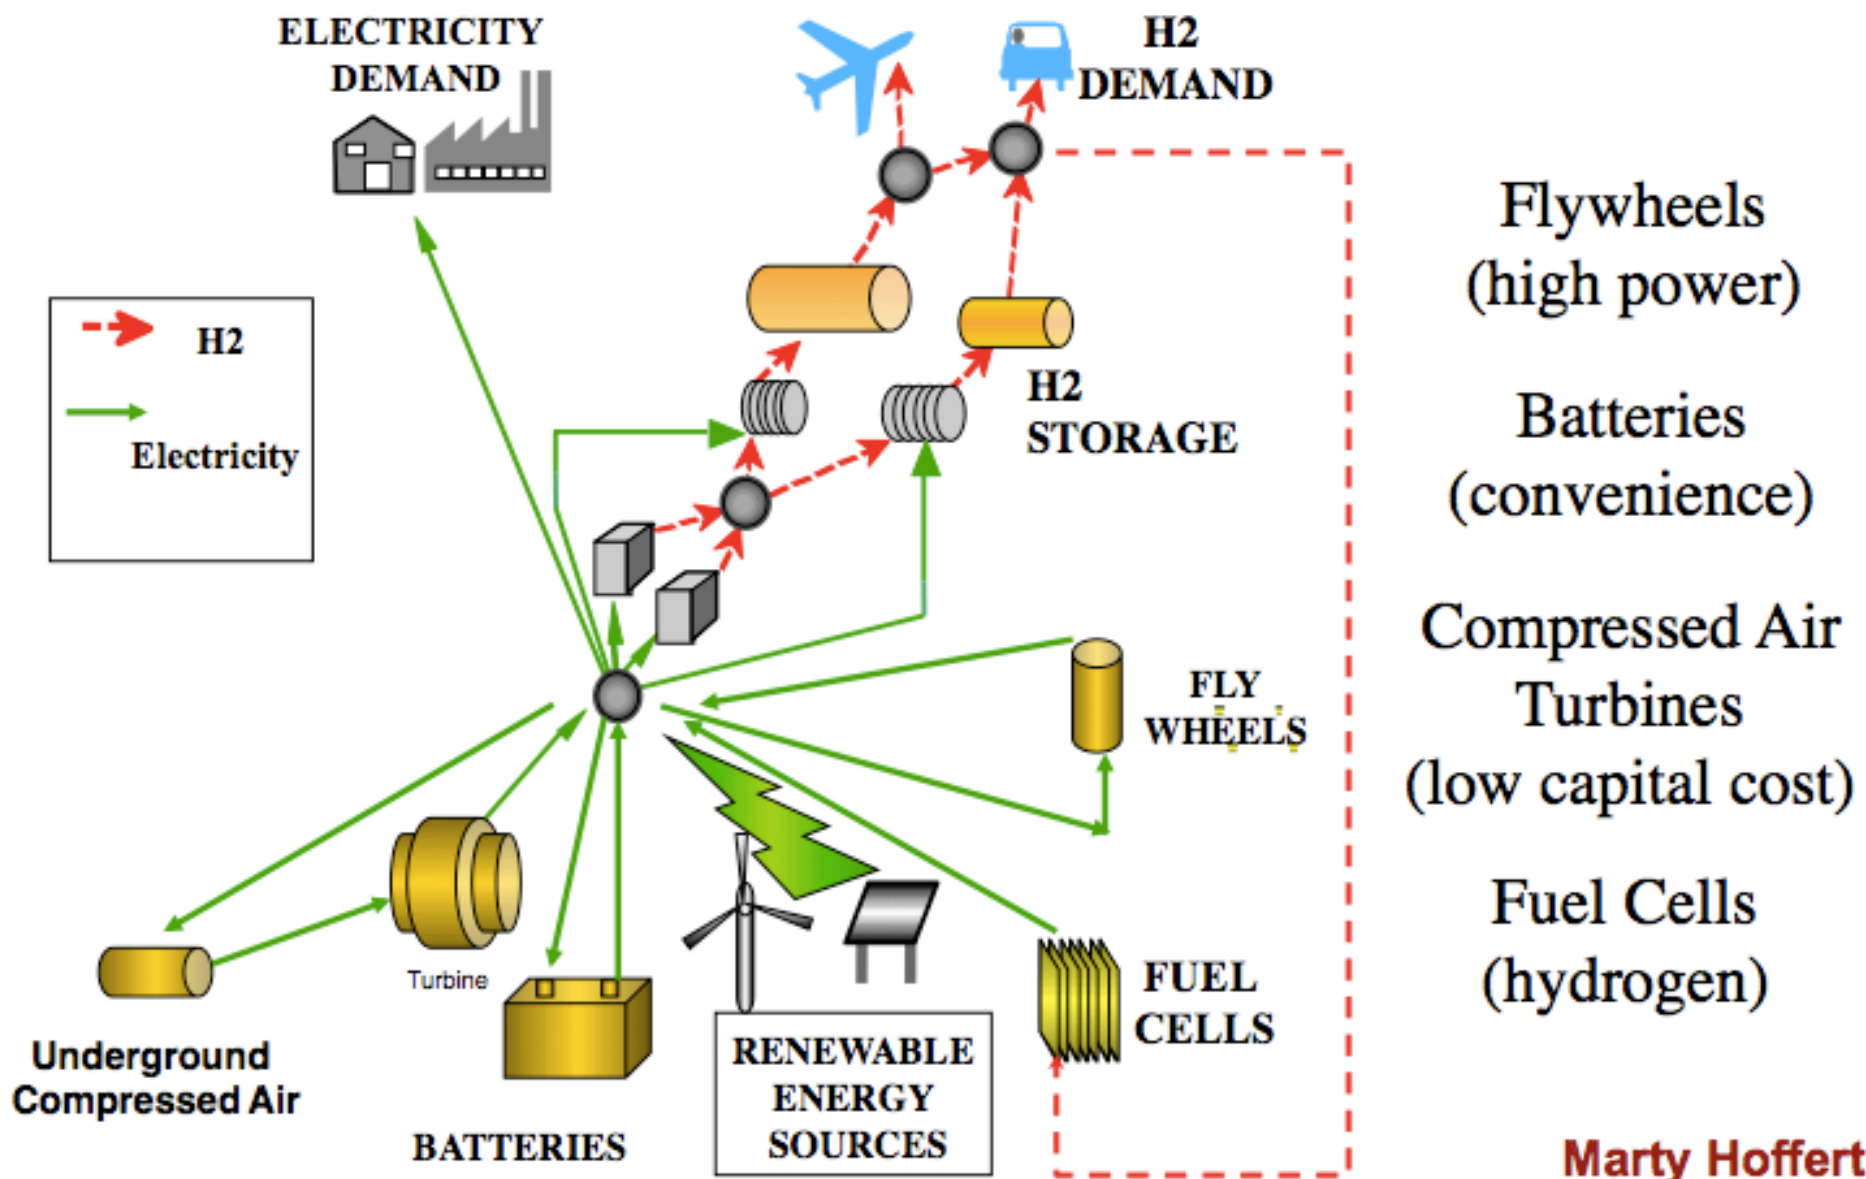 ELECTRICITY
DEMAND
H2
DEMAND
H2
Electricity
H2
STORAGE
FLY
WHEELS
Turbine
Underground
Compressed Air
BATTERIES
RENEWABLE
ENERGY
SOURCES
FUEL
CELLS
Flywheels
(high power)
Batteries
(convenience)
Compressed Air
Turbines
(low capital cost)
Fuel Cells
(hydrogen)
Marty Hoffert